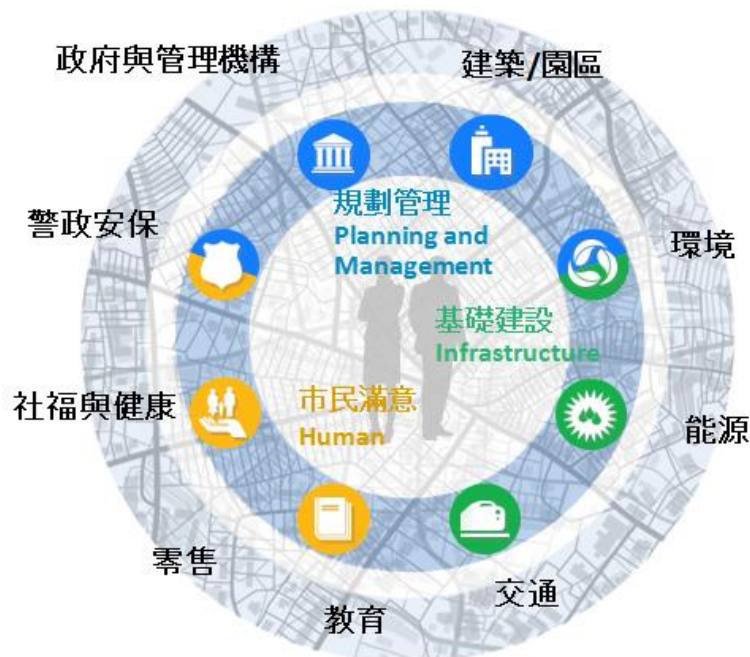 政府與管理機構
建築/園區
警政安保
規劃管理
Planning and
Management
環境
基礎建設
Infrastructure
社福與健康
市民滿意
Human
能源
零售
教育
交通